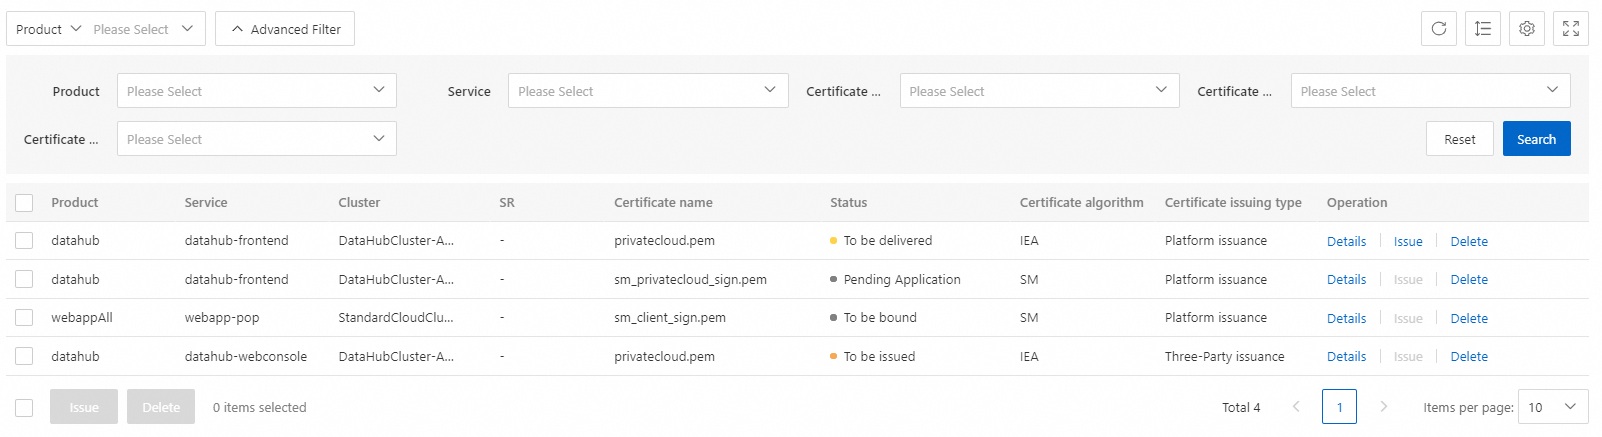 Product Please Select Advanced Filter
Product Please Select Service Please Select Certificate ... Please Select Certificate ... Please Select
Certificate ... Please Select Reset Search
Product Service Cluster SR Certificate name Status Certificate algorithm Certificate issuing type Operation
datahub datahub-frontend DataHubCluster-A... - privatecloud.pem To be delivered IEA Platform issuance Details Issue Delete
datahub datahub-frontend DataHubCluster-A... - sm_privatecloud_sign.pem Pending Application SM Platform issuance Details Issue Delete
webappAll webapp-pop StandardCloudClu... - sm_client_sign.pem To be bound SM Platform issuance Details Issue Delete
datahub datahub-webconsole DataHubCluster-A... - privatecloud.pem To be issued IEA Three-Party issuance Details Issue Delete
Issue Delete 0 items selected Total 4 1 Items per page: 10